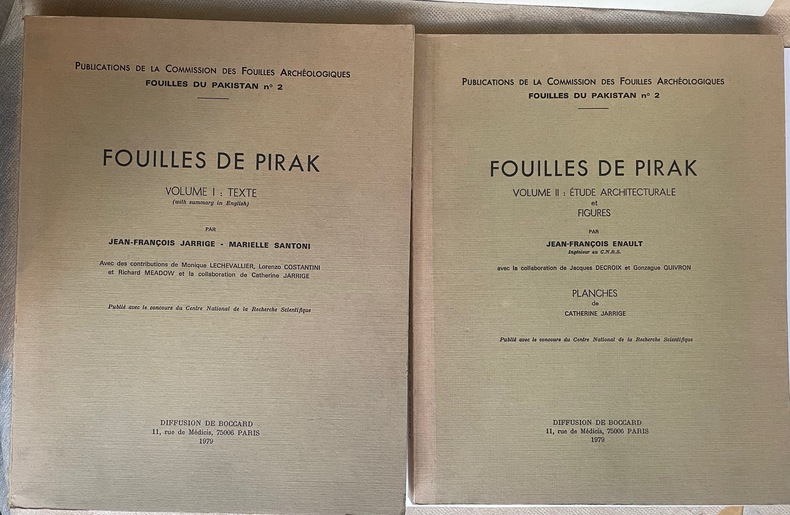 PUBLICATIONS DE LA COMMISSION DES FOUILLES ARCHÉOLOGIQUES
FOUILLES DU PAKISTAN nº 2
FOUILLES DE PIRAK
VOLUME I : TEXTE
(with summary in English)
PAR
JEAN-FRANÇOIS JARRIGE - MARIELLE SANTONI
Avec des contributions de Monique LECHEVALLIER, Lorenzo COSTANTINI
et Richard MEADOW et la collaboration de Catherine JARRIGE
Publié avec le concours du Centre National de la Recherche Scientifique
DIFFUSION DE BOCCARD
11, rue de Médicis, 75006 PARIS
1979
PUBLICATIONS DE LA COMMISSION DES FOUILLES ARCHÉOLOGIQUES
FOUILLES DU PAKISTAN nº 2
FOUILLES DE PIRAK
VOLUME II : ÉTUDE ARCHITECTURALE
et
FIGURES
PAR
JEAN-FRANÇOIS ENAULT
Ingénieur au C.N.R.S.
avec la collaboration de Jacques DECROIX et Gonzague QUIVRON
PLANCHES
de
CATHERINE JARRIGE
Publié avec le concours du Centre National de la Recherche Scientifique
DIFFUSION DE BOCCARD
11, rue de Médicis, 75006 PARIS
1979